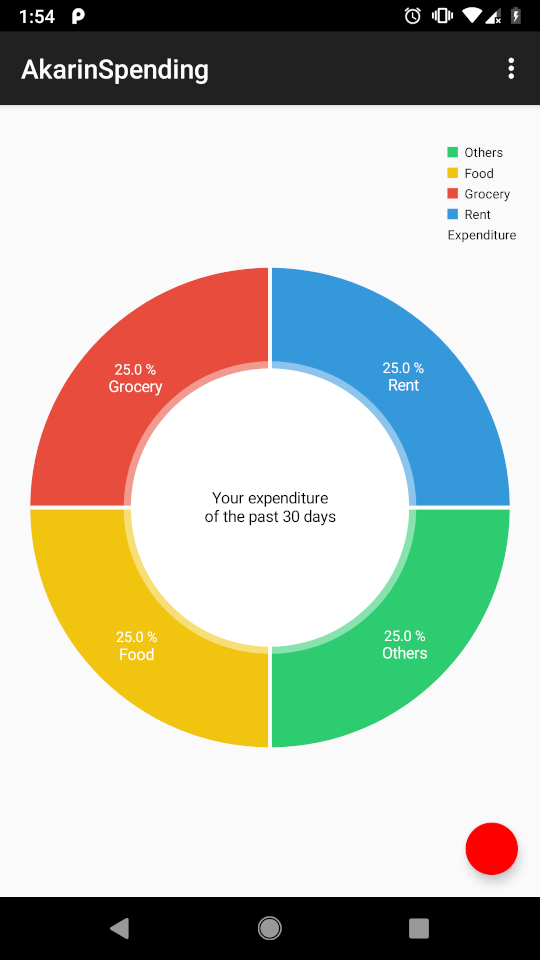 1:54
AkarinSpending
Others
Food
Grocery
Rent
Expenditure
25.0 %
Grocery
25.0 %
Rent
Your expenditure
of the past 30 days
25.0 %
Food
25.0 %
Others